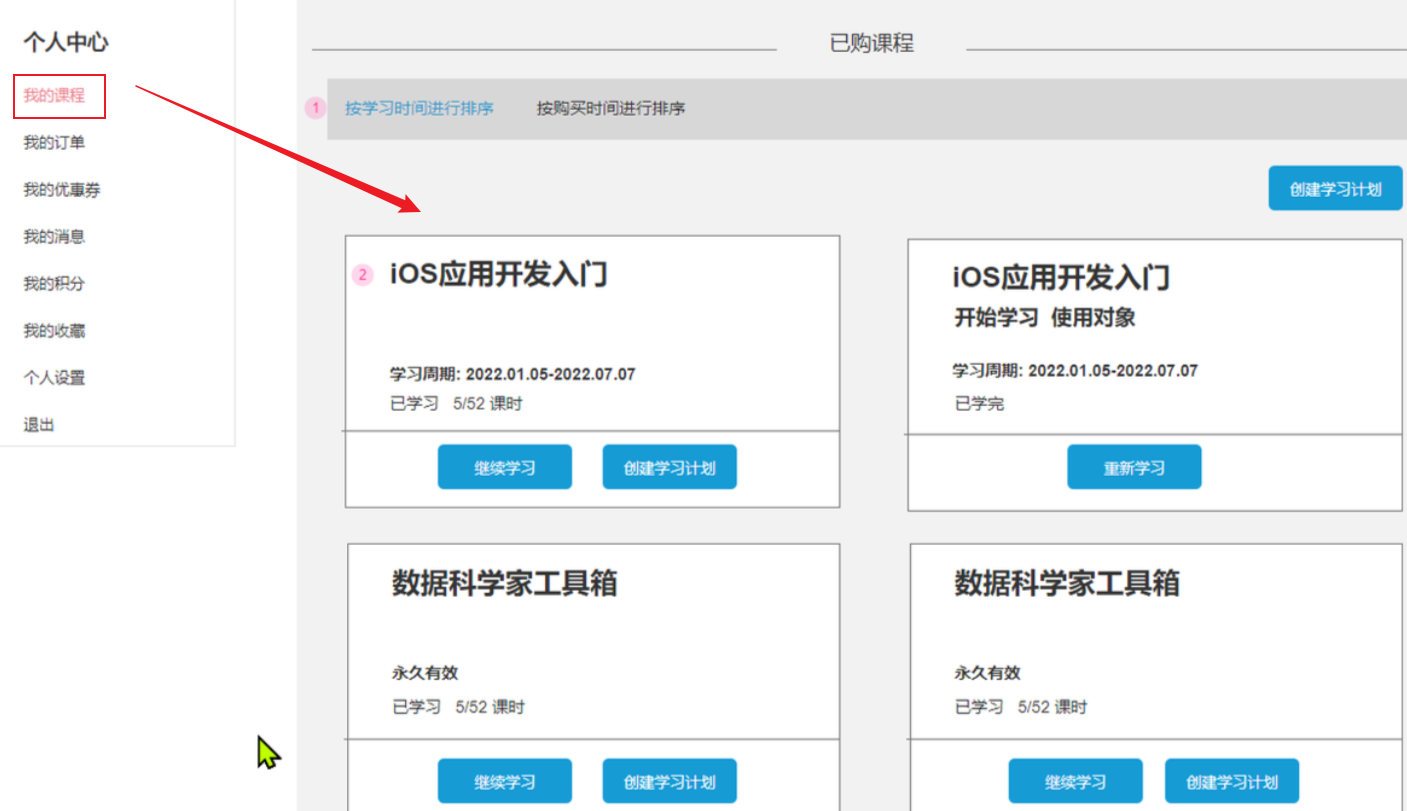 个人中心
我的课程
我的订单
我的优惠券
我的消息
我的积分
我的收藏
个人设置
退出
已购课程
1 按学习时间进行排序 按购买时间进行排序
创建学习计划
2 iOS应用开发入门
学习周期: 2022.01.05-2022.07.07
已学习 5/52 课时
继续学习 创建学习计划
iOS应用开发入门
开始学习 使用对象
学习周期: 2022.01.05-2022.07.07
已学完
重新学习
数据科学家工具箱
永久有效
已学习 5/52 课时
继续学习 创建学习计划
数据科学家工具箱
永久有效
已学习 5/52 课时
继续学习 创建学习计划